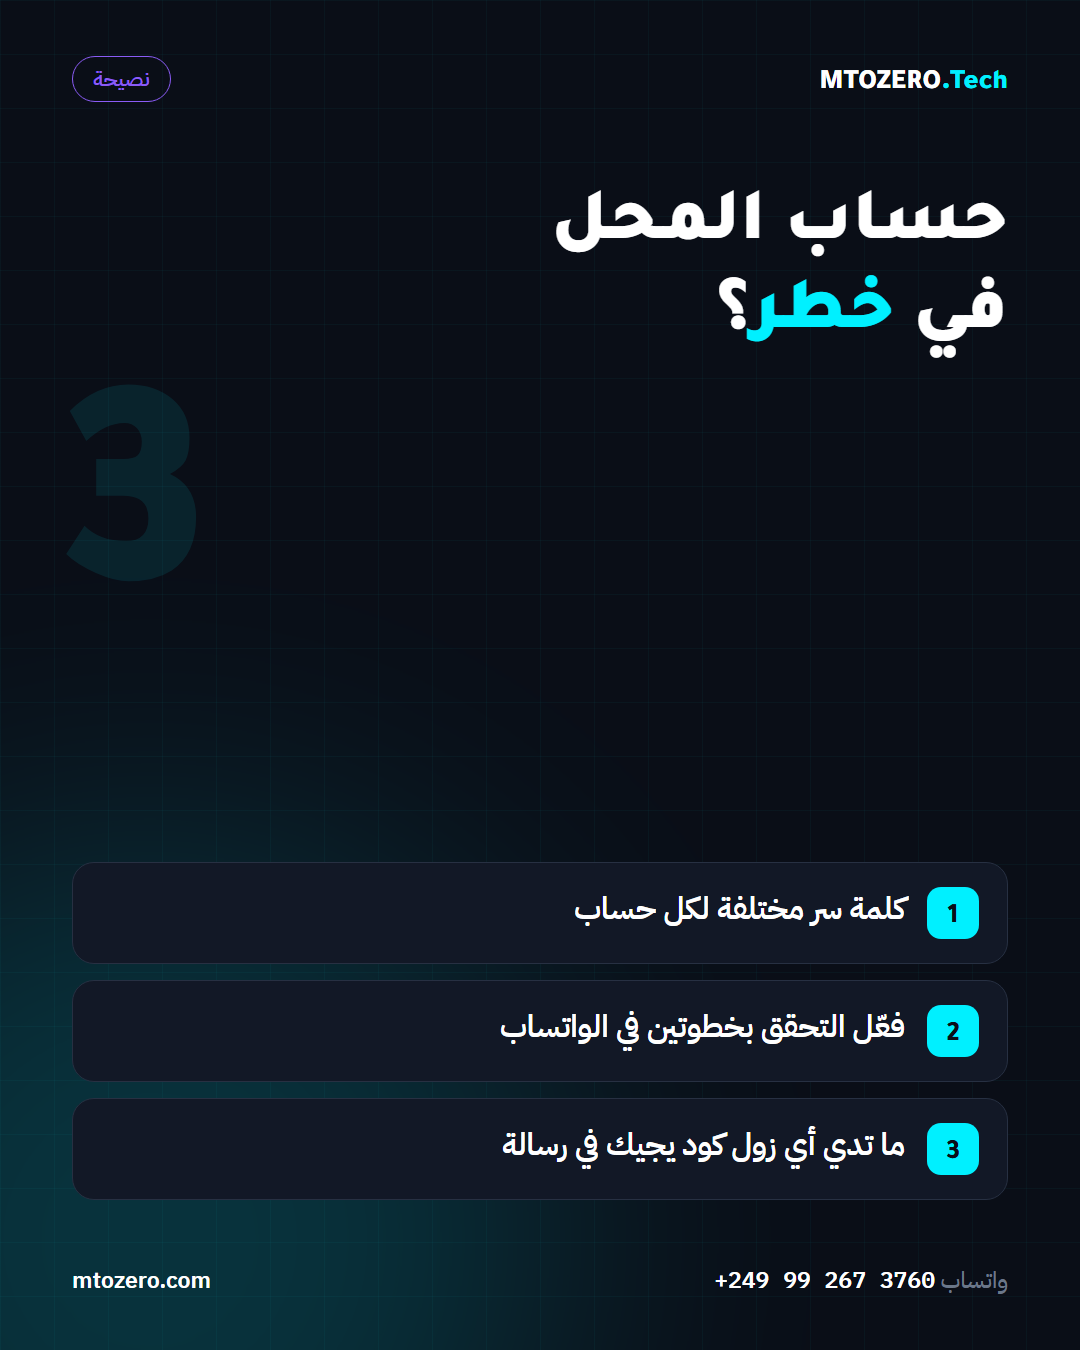 MTOZERO.Tech
نصيحة
حساب المحل
في خطر؟
3
1 كلمة سر مختلفة لكل حساب
2 فعّل التحقق بخطوتين في الواتساب
3 ما تدي أي زول كود يجيك في رسالة
واتساب +249 99 267 3760
mtozero.com